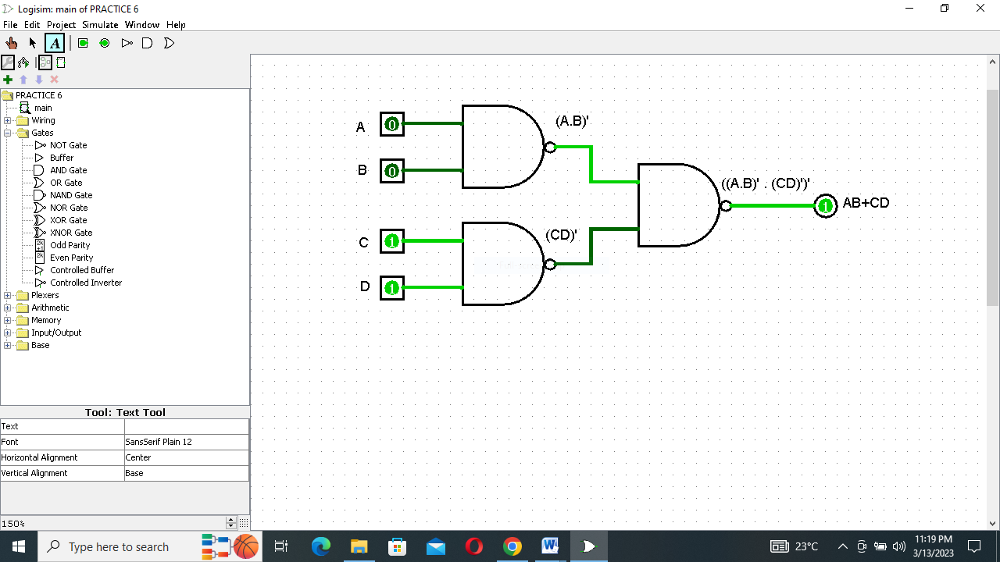 Logisim: main of PRACTICE 6
File Edit Project Simulate Window Help
A
PRACTICE 6
main
Wiring
Gates
NOT Gate
Buffer
AND Gate
OR Gate
NAND Gate
NOR Gate
XOR Gate
XNOR Gate
Odd Parity
Even Parity
Controlled Buffer
Controlled Inverter
Plexers
Arithmetic
Memory
Input/Output
Base
Tool: Text Tool
Text
Font SansSerif Plain 12
Horizontal Alignment Center
Vertical Alignment Base
150%
A 0
(A.B)'
B 0
C 1
(CD)'
D 1
((A.B)' . (CD)')'
1 AB+CD
Type here to search
W
23°C
11:19 PM
3/13/2023